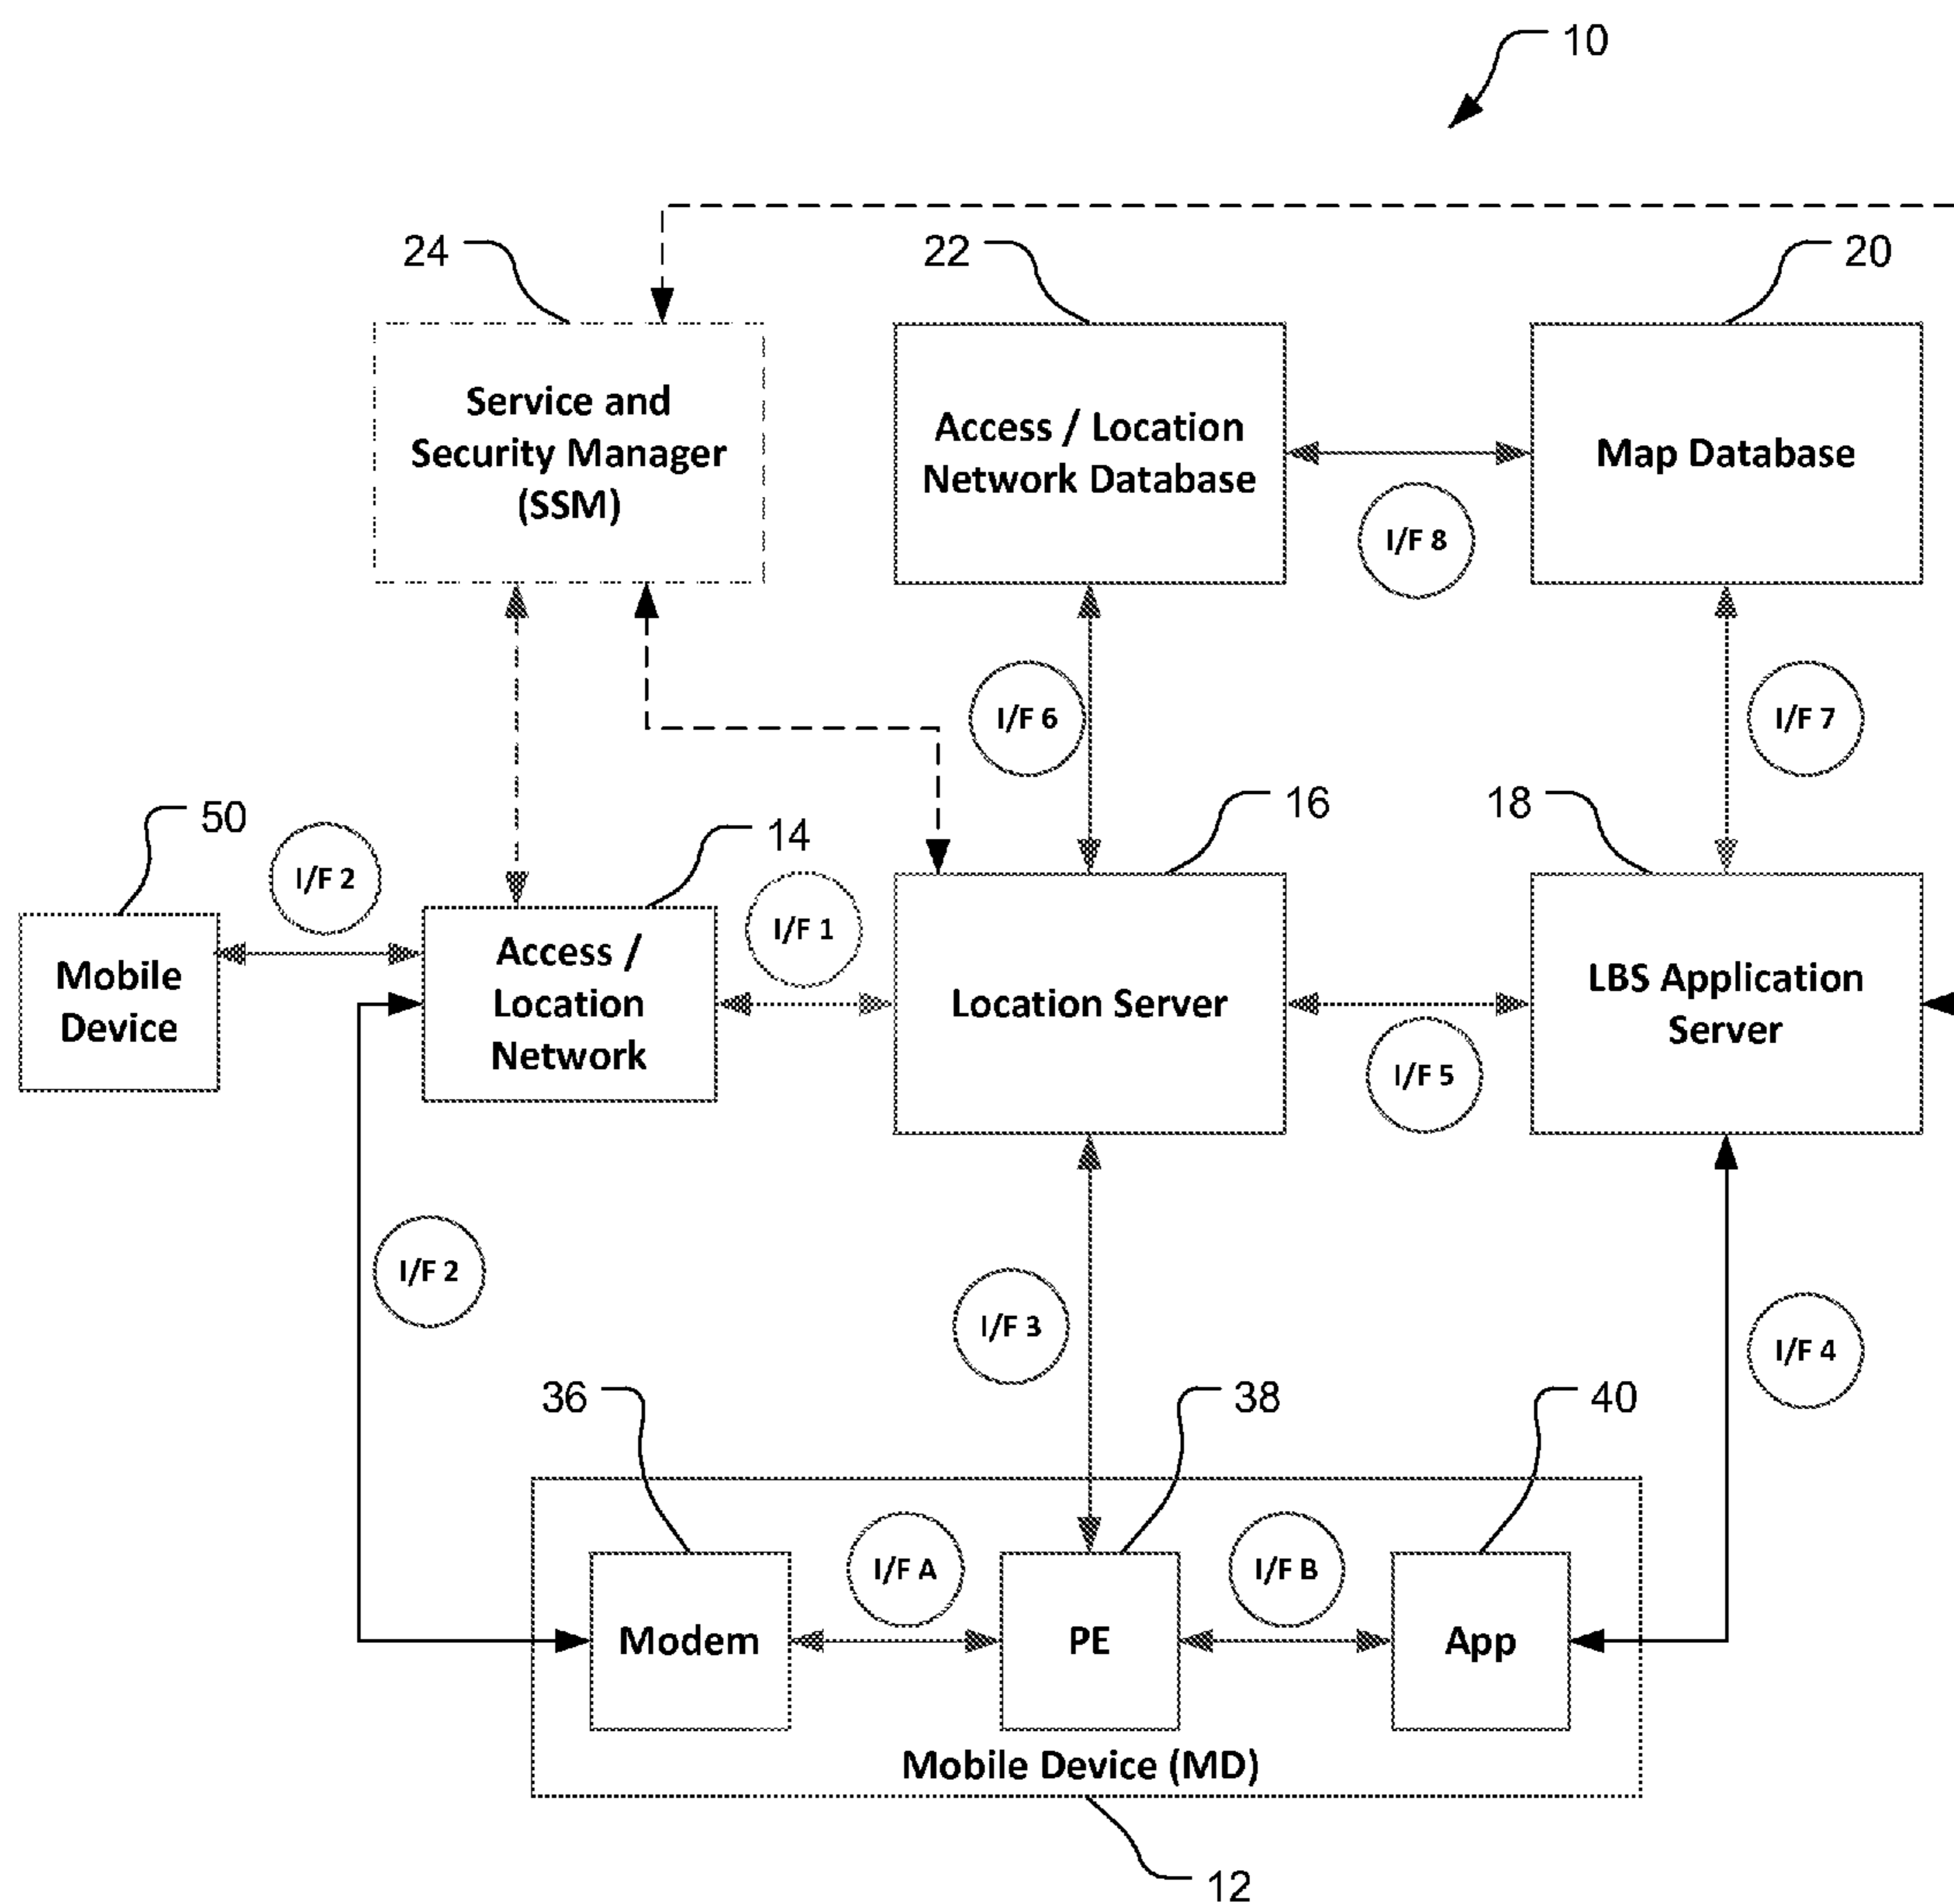 10
24
22
20
Service and
Security Manager
(SSM)
Access / Location
Network Database
Map Database
I/F 8
I/F 6
I/F 7
50
I/F 2
14
I/F 1
16
18
Mobile
Device
Access /
Location
Network
Location Server
LBS Application
Server
I/F 5
I/F 2
I/F 3
I/F 4
36
38
40
I/F A
I/F B
Modem
PE
App
Mobile Device (MD)
12